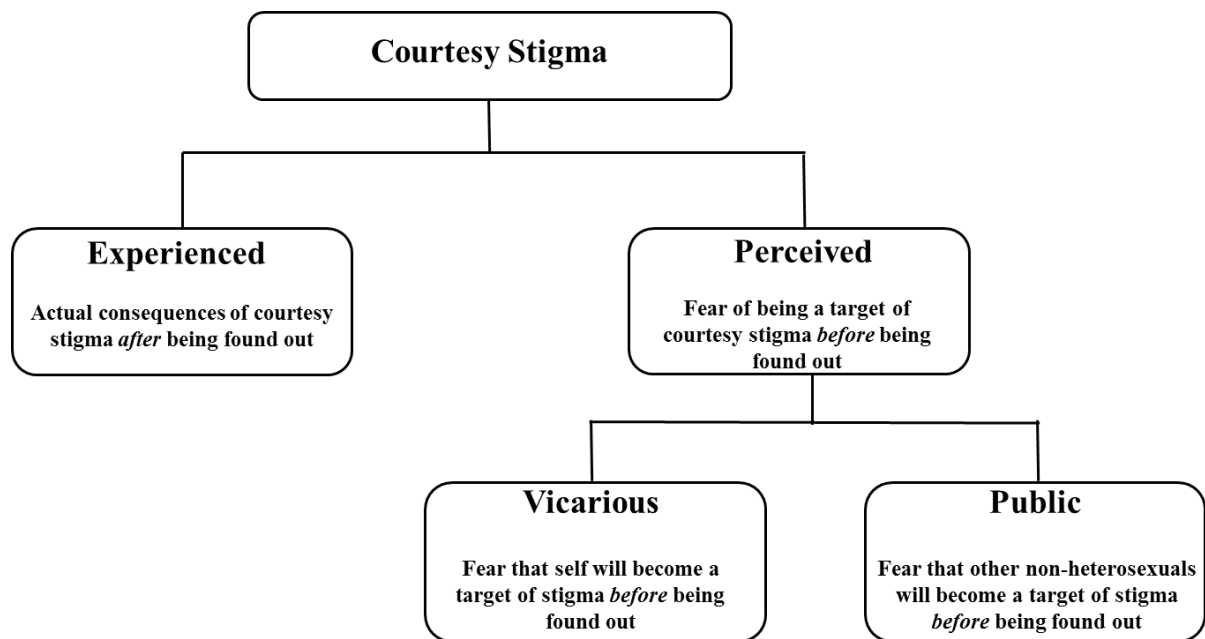 Courtesy Stigma
Experienced
Actual consequences of courtesy
stigma after being found out
Perceived
Fear of being a target of
courtesy stigma before being
found out
Vicarious
Fear that self will become a
target of stigma before being
found out
Public
Fear that other non-heterosexuals
will become a target of stigma
before being found out